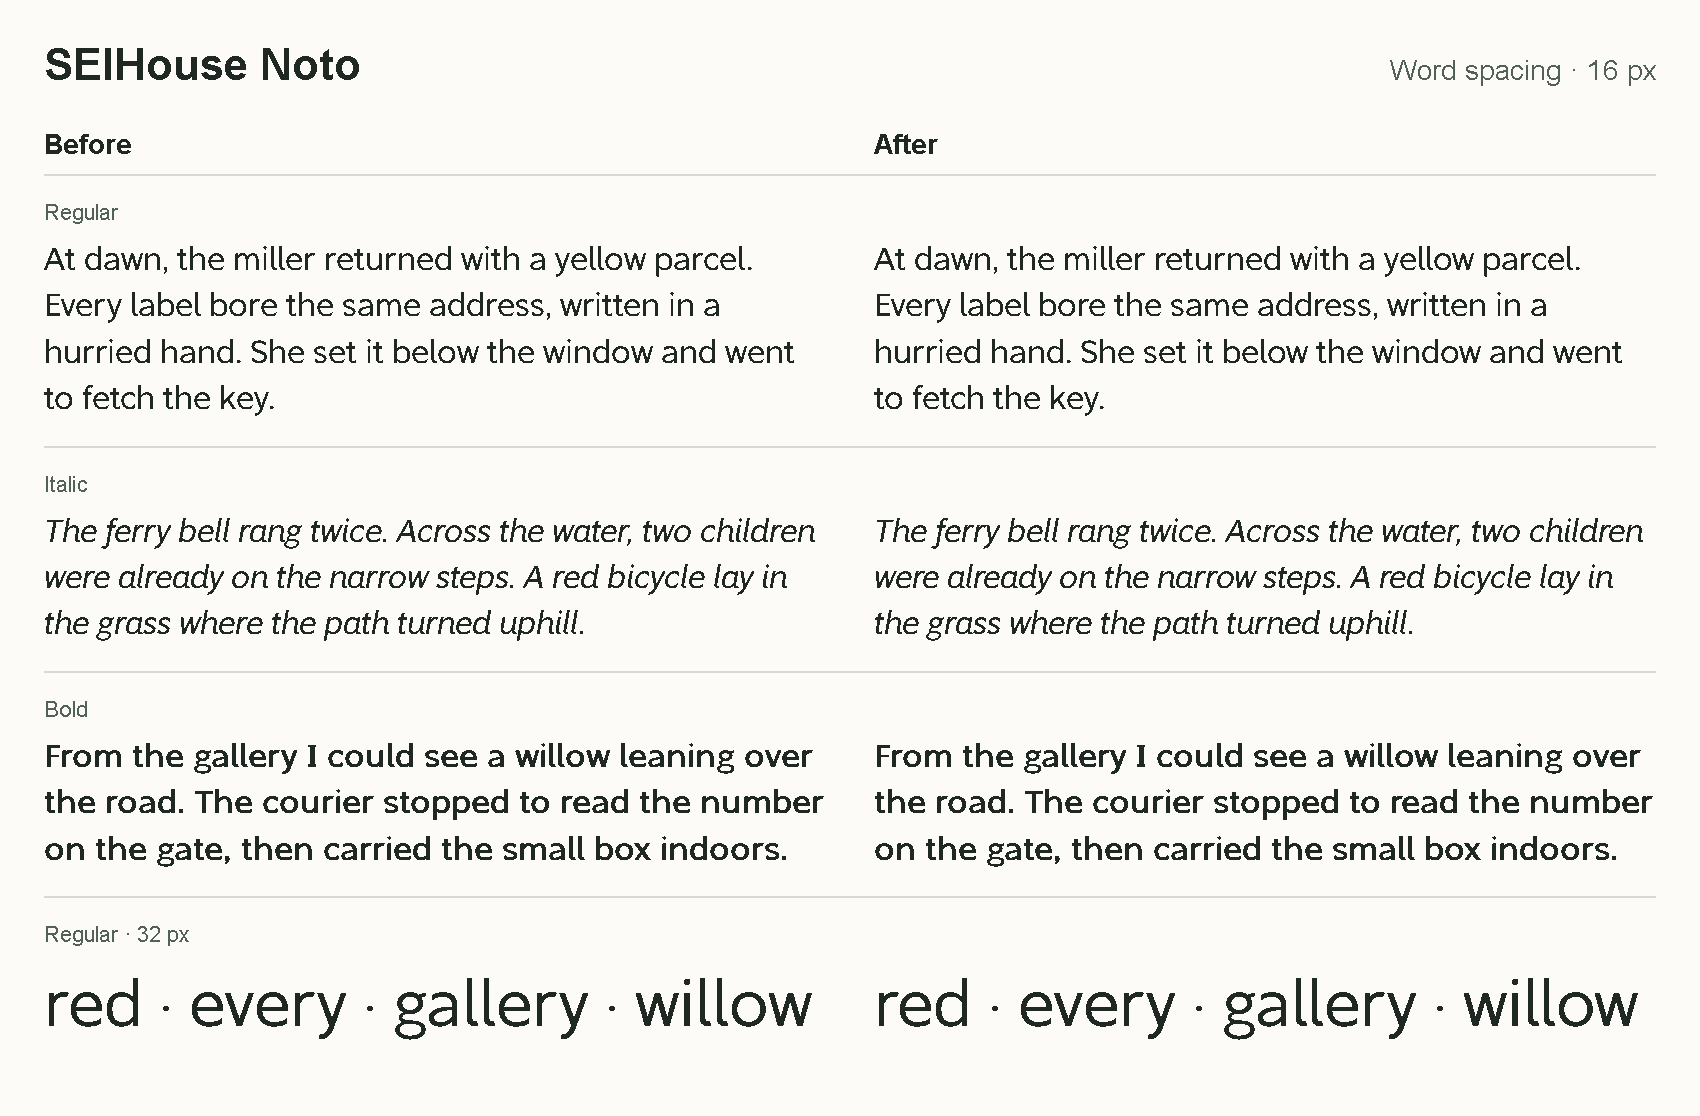 SEIHouse Noto
Word spacing · 16 px
Before
After
Regular
At dawn, the miller returned with a yellow parcel.
Every label bore the same address, written in a
hurried hand. She set it below the window and went
to fetch the key.
At dawn, the miller returned with a yellow parcel.
Every label bore the same address, written in a
hurried hand. She set it below the window and went
to fetch the key.
Italic
The ferry bell rang twice. Across the water, two children
were already on the narrow steps. A red bicycle lay in
the grass where the path turned uphill.
The ferry bell rang twice. Across the water, two children
were already on the narrow steps. A red bicycle lay in
the grass where the path turned uphill.
Bold
From the gallery I could see a willow leaning over
the road. The courier stopped to read the number
on the gate, then carried the small box indoors.
From the gallery I could see a willow leaning over
the road. The courier stopped to read the number
on the gate, then carried the small box indoors.
Regular · 32 px
red · every · gallery · willow
red · every · gallery · willow